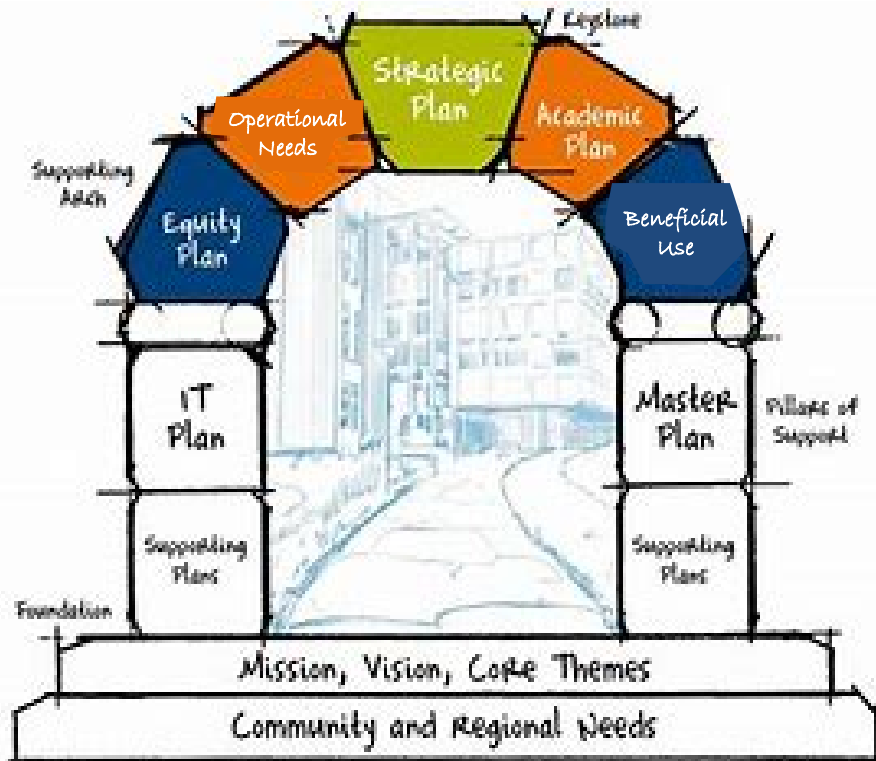 Keystone
Strategic
Plan
Operational
Needs
Academic
Plan
Supporting
Arch
Equity
Plan
Beneficial
Use
IT
Plan
Master
Plan
Pillars of
Support
Supporting
Plans
Supporting
Plans
Foundation
Mission, Vision, Core Themes
Community and Regional Needs